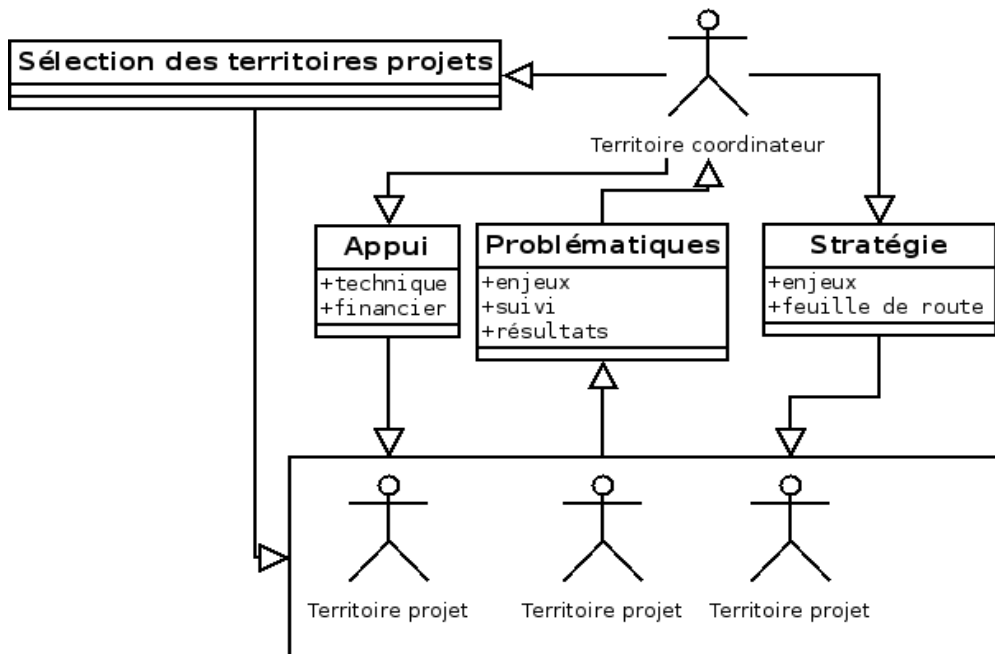 Sélection des territoires projets
Territoire coordinateur
Appui
+technique
+financier
Problématiques
+enjeux
+suivi
+résultats
Stratégie
+enjeux
+feuille de route
Territoire projet
Territoire projet
Territoire projet